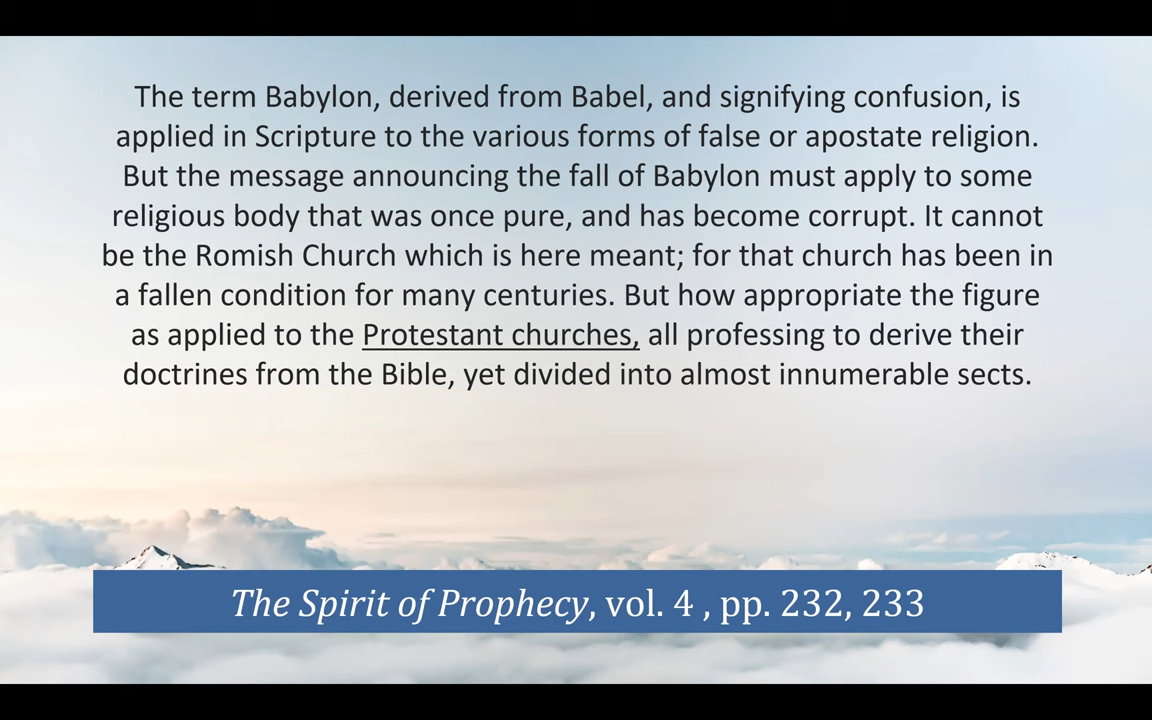 The term Babylon, derived from Babel, and signifying confusion, is
applied in Scripture to the various forms of false or apostate religion.
But the message announcing the fall of Babylon must apply to some
religious body that was once pure, and has become corrupt. It cannot
be the Romish Church which is here meant; for that church has been in
a fallen condition for many centuries. But how appropriate the figure
as applied to the Protestant churches, all professing to derive their
doctrines from the Bible, yet divided into almost innumerable sects.
The Spirit of Prophecy, vol. 4 , pp. 232, 233